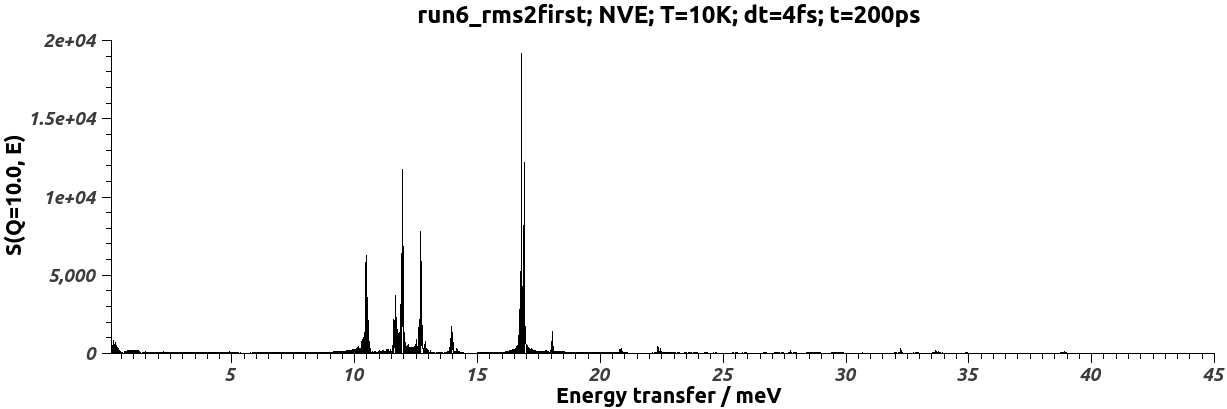 run6_rms2first; NVE; T=10K; dt=4fs; t=200ps
2e+04
1.5e+04
1e+04
5,000
0
S(Q=10.0, E)
5 10 15 20 25 30 35 40 45
Energy transfer / meV